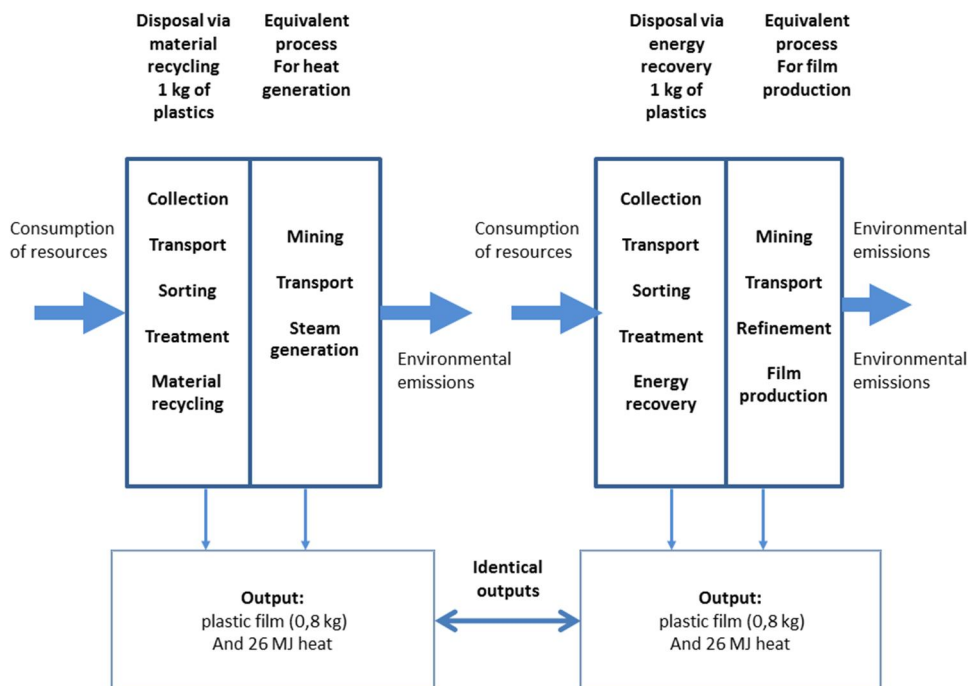 Disposal via
material
recycling
1 kg of
plastics
Equivalent
process
For heat
generation
Disposal via
energy
recovery
1 kg of
plastics
Equivalent
process
For film
production
Consumption
of resources
Collection
Transport
Sorting
Treatment
Material
recycling
Mining
Transport
Steam
generation
Environmental
emissions
Consumption
of resources
Collection
Transport
Sorting
Treatment
Energy
recovery
Mining
Transport
Refinement
Film
production
Environmental
emissions
Environmental
emissions
Output:
plastic film (0,8 kg)
And 26 MJ heat
Identical
outputs
Output:
plastic film (0,8 kg)
And 26 MJ heat